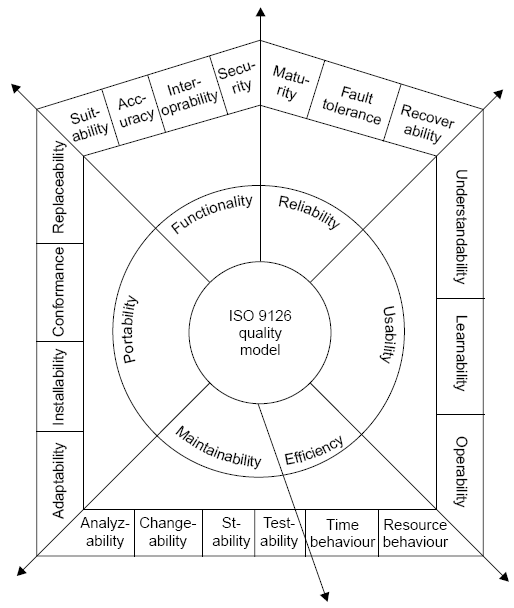 Suit-
ability
Acc-
uracy
Inter-
oprability
Secu-
rity
Matu-
rity
Fault
tolerance
Recover
ability
Replaceability
Conformance
Installability
Adaptability
Functionality
Reliability
Portability
Usability
Maintainability
Efficiency
ISO 9126
quality
model
Understandability
Learnability
Operability
Analyz-
ability
Change-
ability
St-
ability
Test-
ability
Time
behaviour
Resource
behaviour